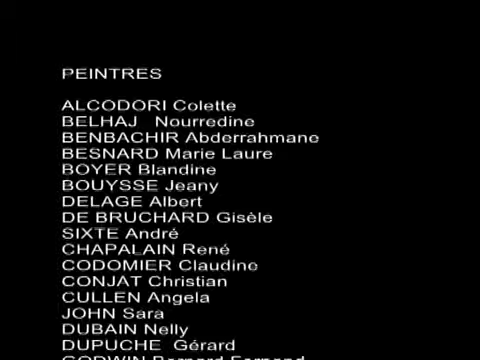 PEINTRES
ALCODORI Colette
BELHAJ Nourredine
BENBACHIR Abderrahmane
BESNARD Marie Laure
BOYER Blandine
BOUYSSE Jeany
DELAGE Albert
DE BRUCHARD Gisèle
SIXTE André
CHAPALAIN René
CODOMIER Claudine
CONJAT Christian
CULLEN Angela
JOHN Sara
DUBAIN Nelly
DUPUCHE Gérard
GODWIN Bernard Fernand